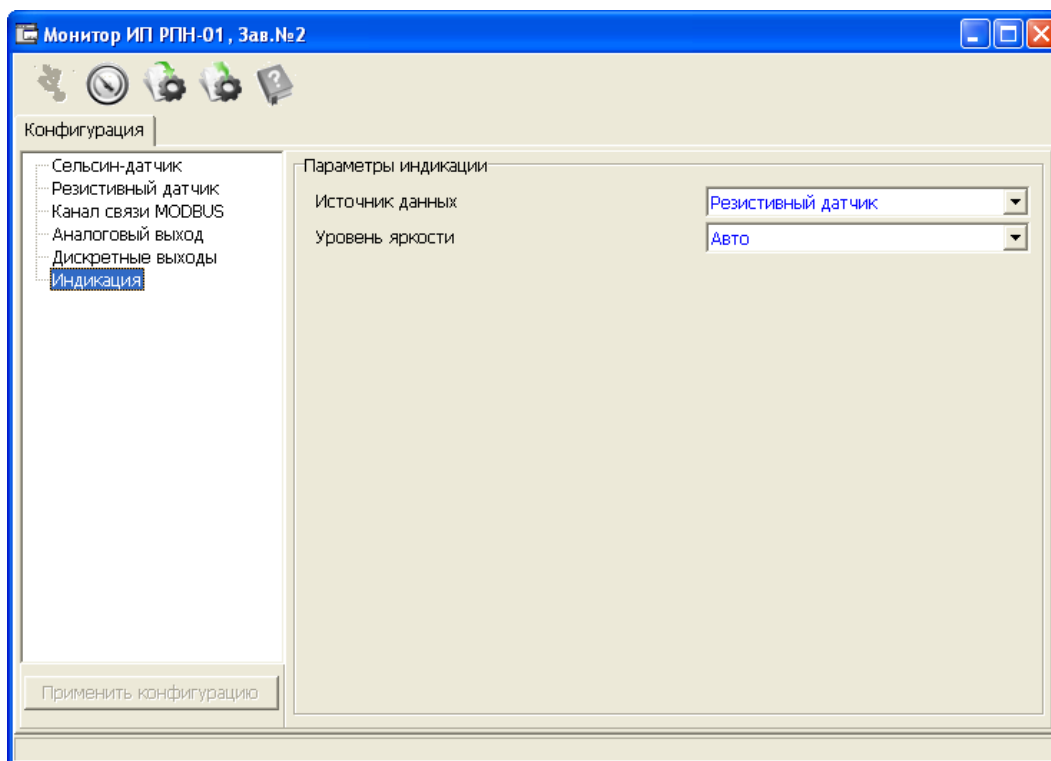 Монитор ИП РПН-01, Зав.№2
Конфигурация
Сельсин-датчик
Резистивный датчик
Канал связи MODBUS
Аналоговый выход
Дискретные выходы
Индикация
Применить конфигурацию
Параметры индикации
Источник данных
Резистивный датчик
Уровень яркости
Авто